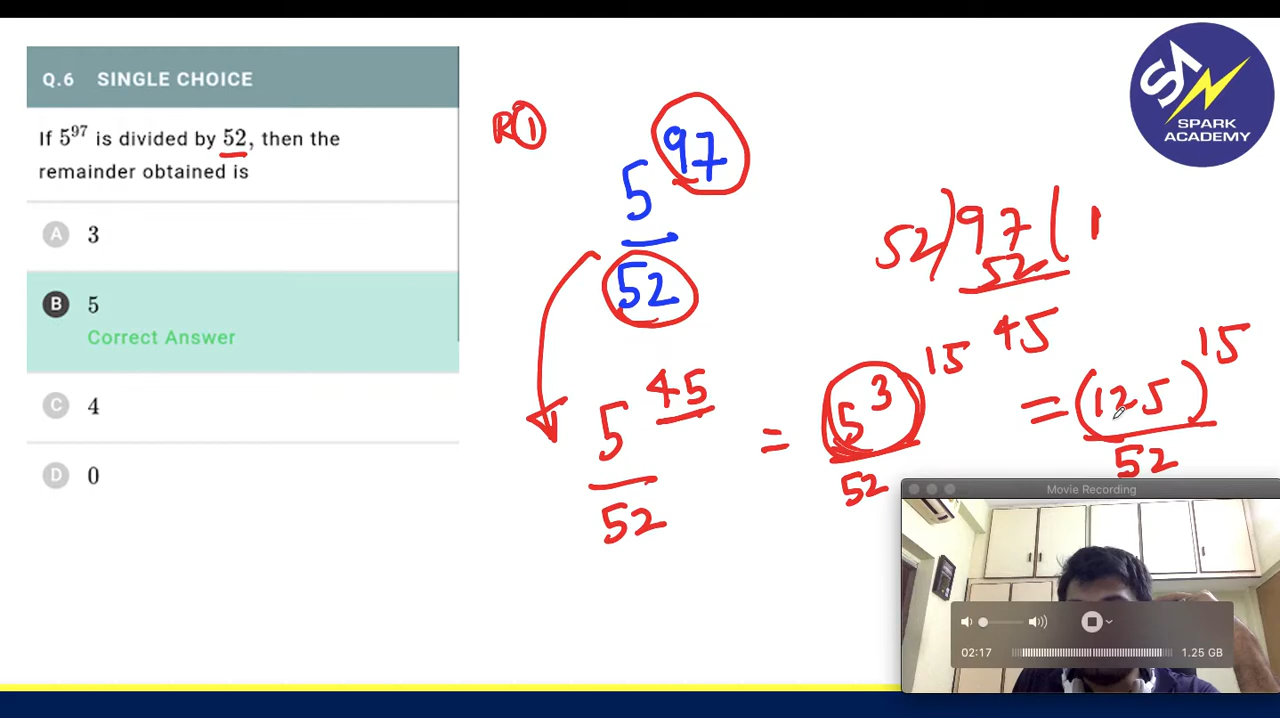 Q.6 SINGLE CHOICE
If 5^97 is divided by 52, then the
remainder obtained is
A 3
B 5
Correct Answer
C 4
D 0
R(1)
5^97
52
52)97(1
52
45
5^45 = 5^3)^15 = (125)^15
52 52 52
SAN
SPARK
ACADEMY
Movie Recording
02:17 1.25 GB